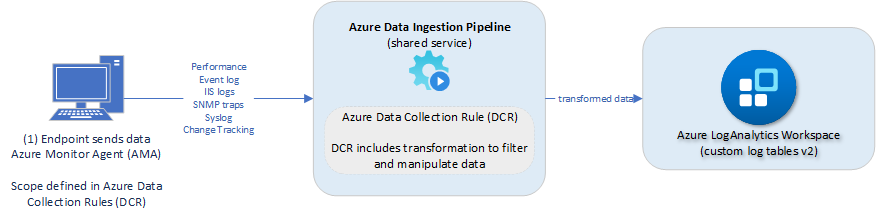 (1) Endpoint sends data
Azure Monitor Agent (AMA)
Scope defined in Azure Data
Collection Rules (DCR)
Performance
Event log
IIS logs
SNMP traps
Syslog
Change Tracking
Azure Data Ingestion Pipeline
(shared service)
Azure Data Collection Rule (DCR)
DCR includes transformation to filter
and manipulate data
transformed data
Azure LogAnalytics Workspace
(custom log tables v2)